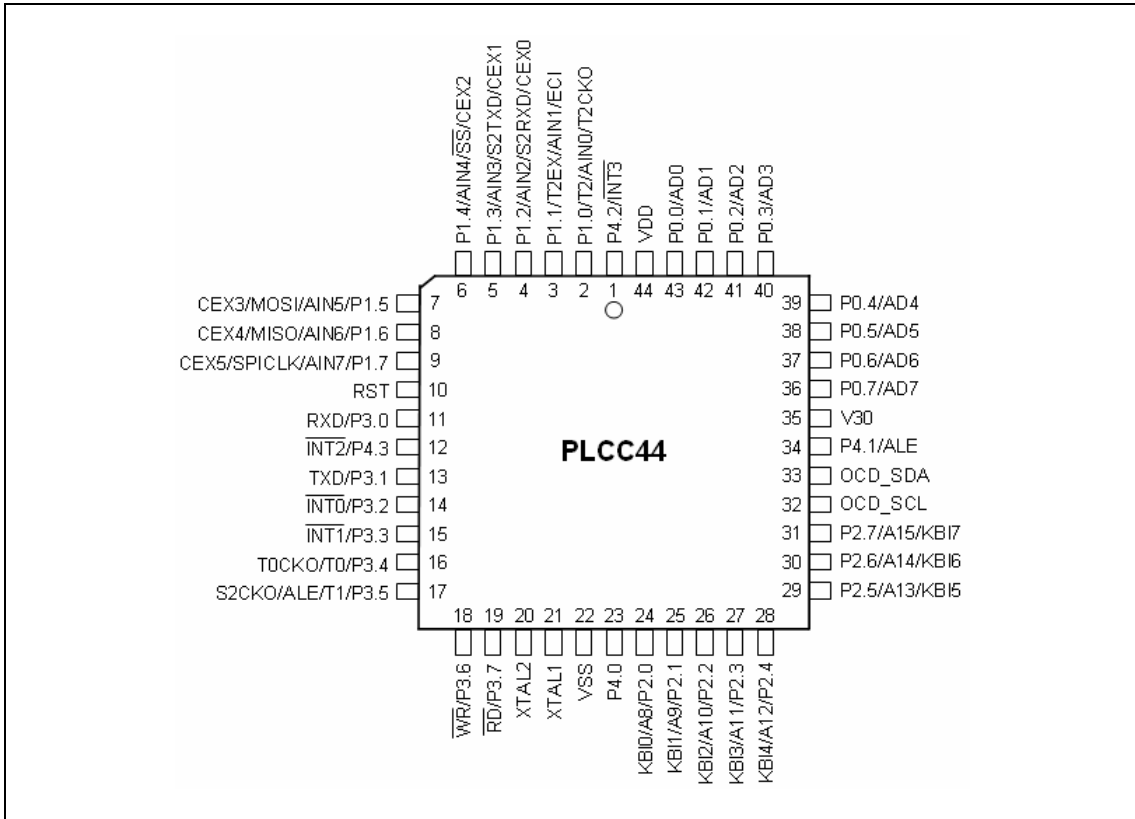 P1.4/AIN4/S̅S̅/CEX2
P1.3/AIN3/S2TXD/CEX1
P1.2/AIN2/S2RXD/CEX0
P1.1/T2EX/AIN1/ECI
P1.0/T2/AIN0/T2CKO
P4.2/I̅N̅T̅3̅
VDD
P0.0/AD0
P0.1/AD1
P0.2/AD2
P0.3/AD3
6 5 4 3 2 1 44 43 42 41 40
CEX3/MOSI/AIN5/P1.5 7
CEX4/MISO/AIN6/P1.6 8
CEX5/SPICLK/AIN7/P1.7 9
RST 10
RXD/P3.0 11
I̅N̅T̅2̅/P4.3 12
TXD/P3.1 13
I̅N̅T̅0̅/P3.2 14
I̅N̅T̅1̅/P3.3 15
T0CKO/T0/P3.4 16
S2CKO/ALE/T1/P3.5 17
PLCC44
39 P0.4/AD4
38 P0.5/AD5
37 P0.6/AD6
36 P0.7/AD7
35 V30
34 P4.1/ALE
33 OCD_SDA
32 OCD_SCL
31 P2.7/A15/KBI7
30 P2.6/A14/KBI6
29 P2.5/A13/KBI5
18 19 20 21 22 23 24 25 26 27 28
W̅R̅/P3.6
R̅D̅/P3.7
XTAL2
XTAL1
VSS
P4.0
KBI0/A8/P2.0
KBI1/A9/P2.1
KBI2/A10/P2.2
KBI3/A11/P2.3
KBI4/A12/P2.4